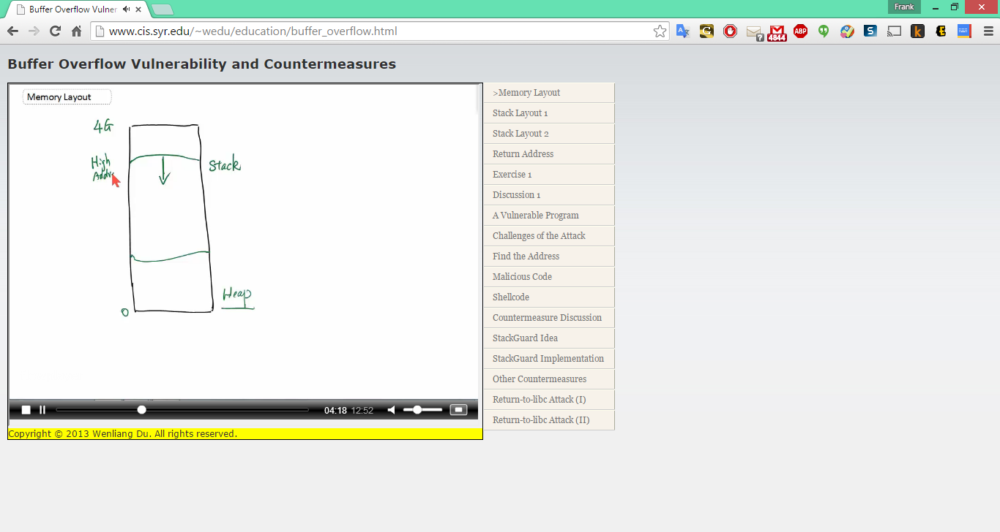 Buffer Overflow Vulner
Frank
www.cis.syr.edu/~wedu/education/buffer_overflow.html
4844
ABP
Buffer Overflow Vulnerability and Countermeasures
Memory Layout
4G
High
Stack
Heap
0
04:18 12:52
Copyright © 2013 Wenliang Du. All rights reserved.
>Memory Layout
Stack Layout 1
Stack Layout 2
Return Address
Exercise 1
Discussion 1
A Vulnerable Program
Challenges of the Attack
Find the Address
Malicious Code
Shellcode
Countermeasure Discussion
StackGuard Idea
StackGuard Implementation
Other Countermeasures
Return-to-libc Attack (I)
Return-to-libc Attack (II)